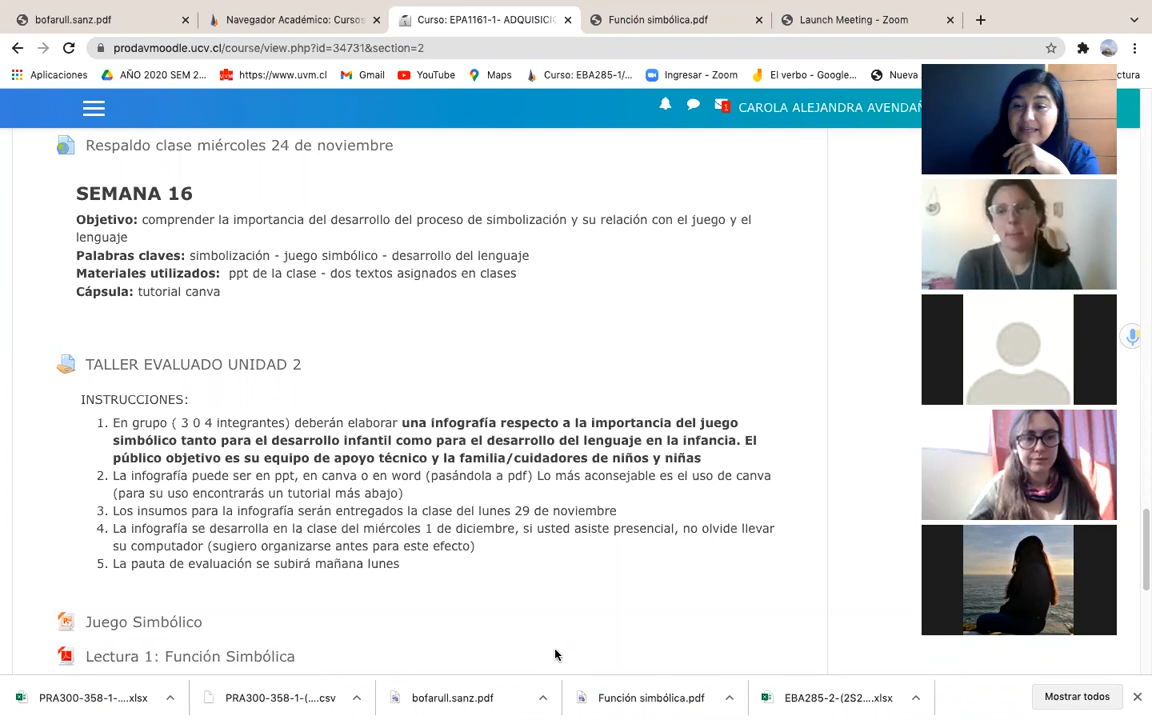 bofarull.sanz.pdf
Navegador Académico: Cursos
Curso: EPA1161-1- ADQUISICIÓ
Función simbólica.pdf
Launch Meeting - Zoom
prodavmoodle.ucv.cl/course/view.php?id=34731&section=2
Aplicaciones
AÑO 2020 SEM 2...
https://www.uvm.cl
Gmail
YouTube
Maps
Curso: EBA285-1/...
Ingresar - Zoom
El verbo - Google...
Nueva
ctura
1
CAROLA ALEJANDRA AVENDAÑ
Respaldo clase miércoles 24 de noviembre
SEMANA 16
Objetivo: comprender la importancia del desarrollo del proceso de simbolización y su relación con el juego y el
lenguaje
Palabras claves: simbolización - juego simbólico - desarrollo del lenguaje
Materiales utilizados: ppt de la clase - dos textos asignados en clases
Cápsula: tutorial canva
TALLER EVALUADO UNIDAD 2
INSTRUCCIONES:
1. En grupo ( 3 0 4 integrantes) deberán elaborar una infografía respecto a la importancia del juego
simbólico tanto para el desarrollo infantil como para el desarrollo del lenguaje en la infancia. El
público objetivo es su equipo de apoyo técnico y la familia/cuidadores de niños y niñas
2. La infografía puede ser en ppt, en canva o en word (pasándola a pdf) Lo más aconsejable es el uso de canva
(para su uso encontrarás un tutorial más abajo)
3. Los insumos para la infografía serán entregados la clase del lunes 29 de noviembre
4. La infografía se desarrolla en la clase del miércoles 1 de diciembre, si usted asiste presencial, no olvide llevar
su computador (sugiero organizarse antes para este efecto)
5. La pauta de evaluación se subirá mañana lunes
Juego Simbólico
Lectura 1: Función Simbólica
PRA300-358-1-....xlsx
PRA300-358-1-(....csv
bofarull.sanz.pdf
Función simbólica.pdf
EBA285-2-(2S2....xlsx
Mostrar todos